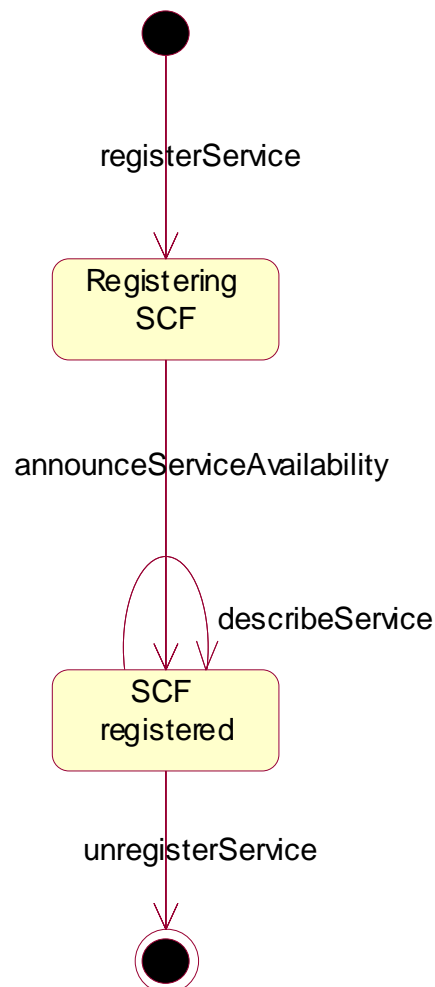 registerService
Registering
SCF
announceServiceAvailability
describeService
SCF
registered
unregisterService